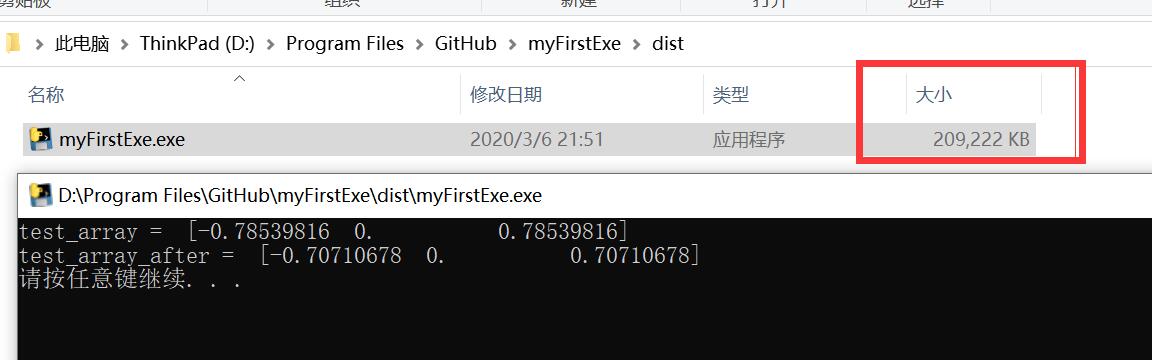 剪贴板 组织 新建 打开 选择
此电脑 > ThinkPad (D:) > Program Files > GitHub > myFirstExe > dist
名称 修改日期 类型 大小
myFirstExe.exe 2020/3/6 21:51 应用程序 209,222 KB
D:\Program Files\GitHub\myFirstExe\dist\myFirstExe.exe
test_array =  [-0.78539816  0.          0.78539816]
test_array_after =  [-0.70710678  0.          0.70710678]
请按任意键继续. . .